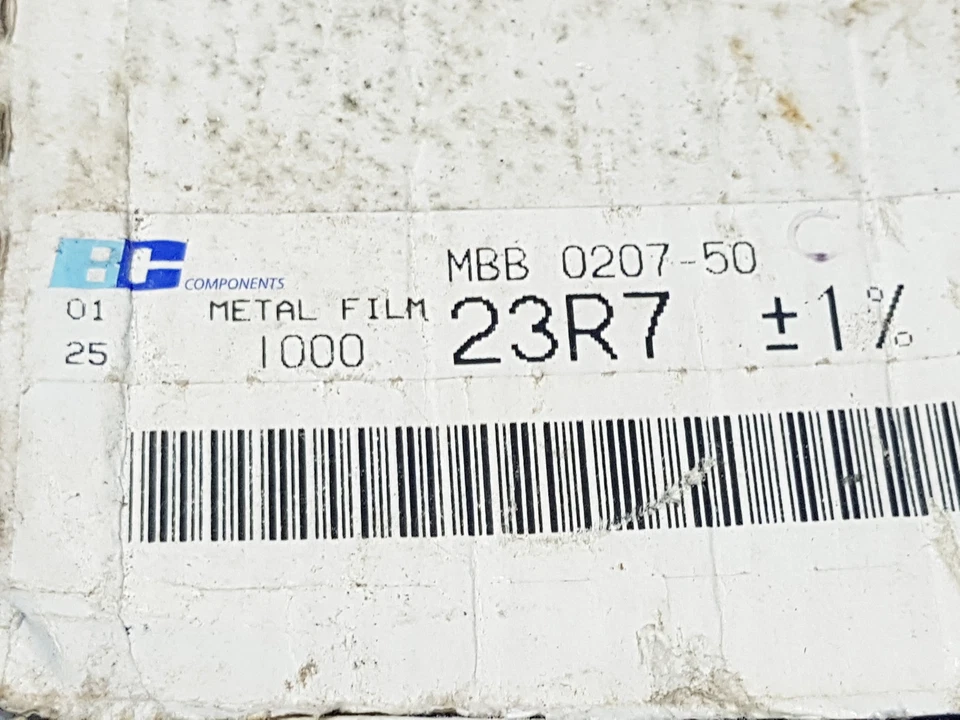 BC COMPONENTS MBB 0207-50
01 METAL FILM 23R7 ±1%
25 1000